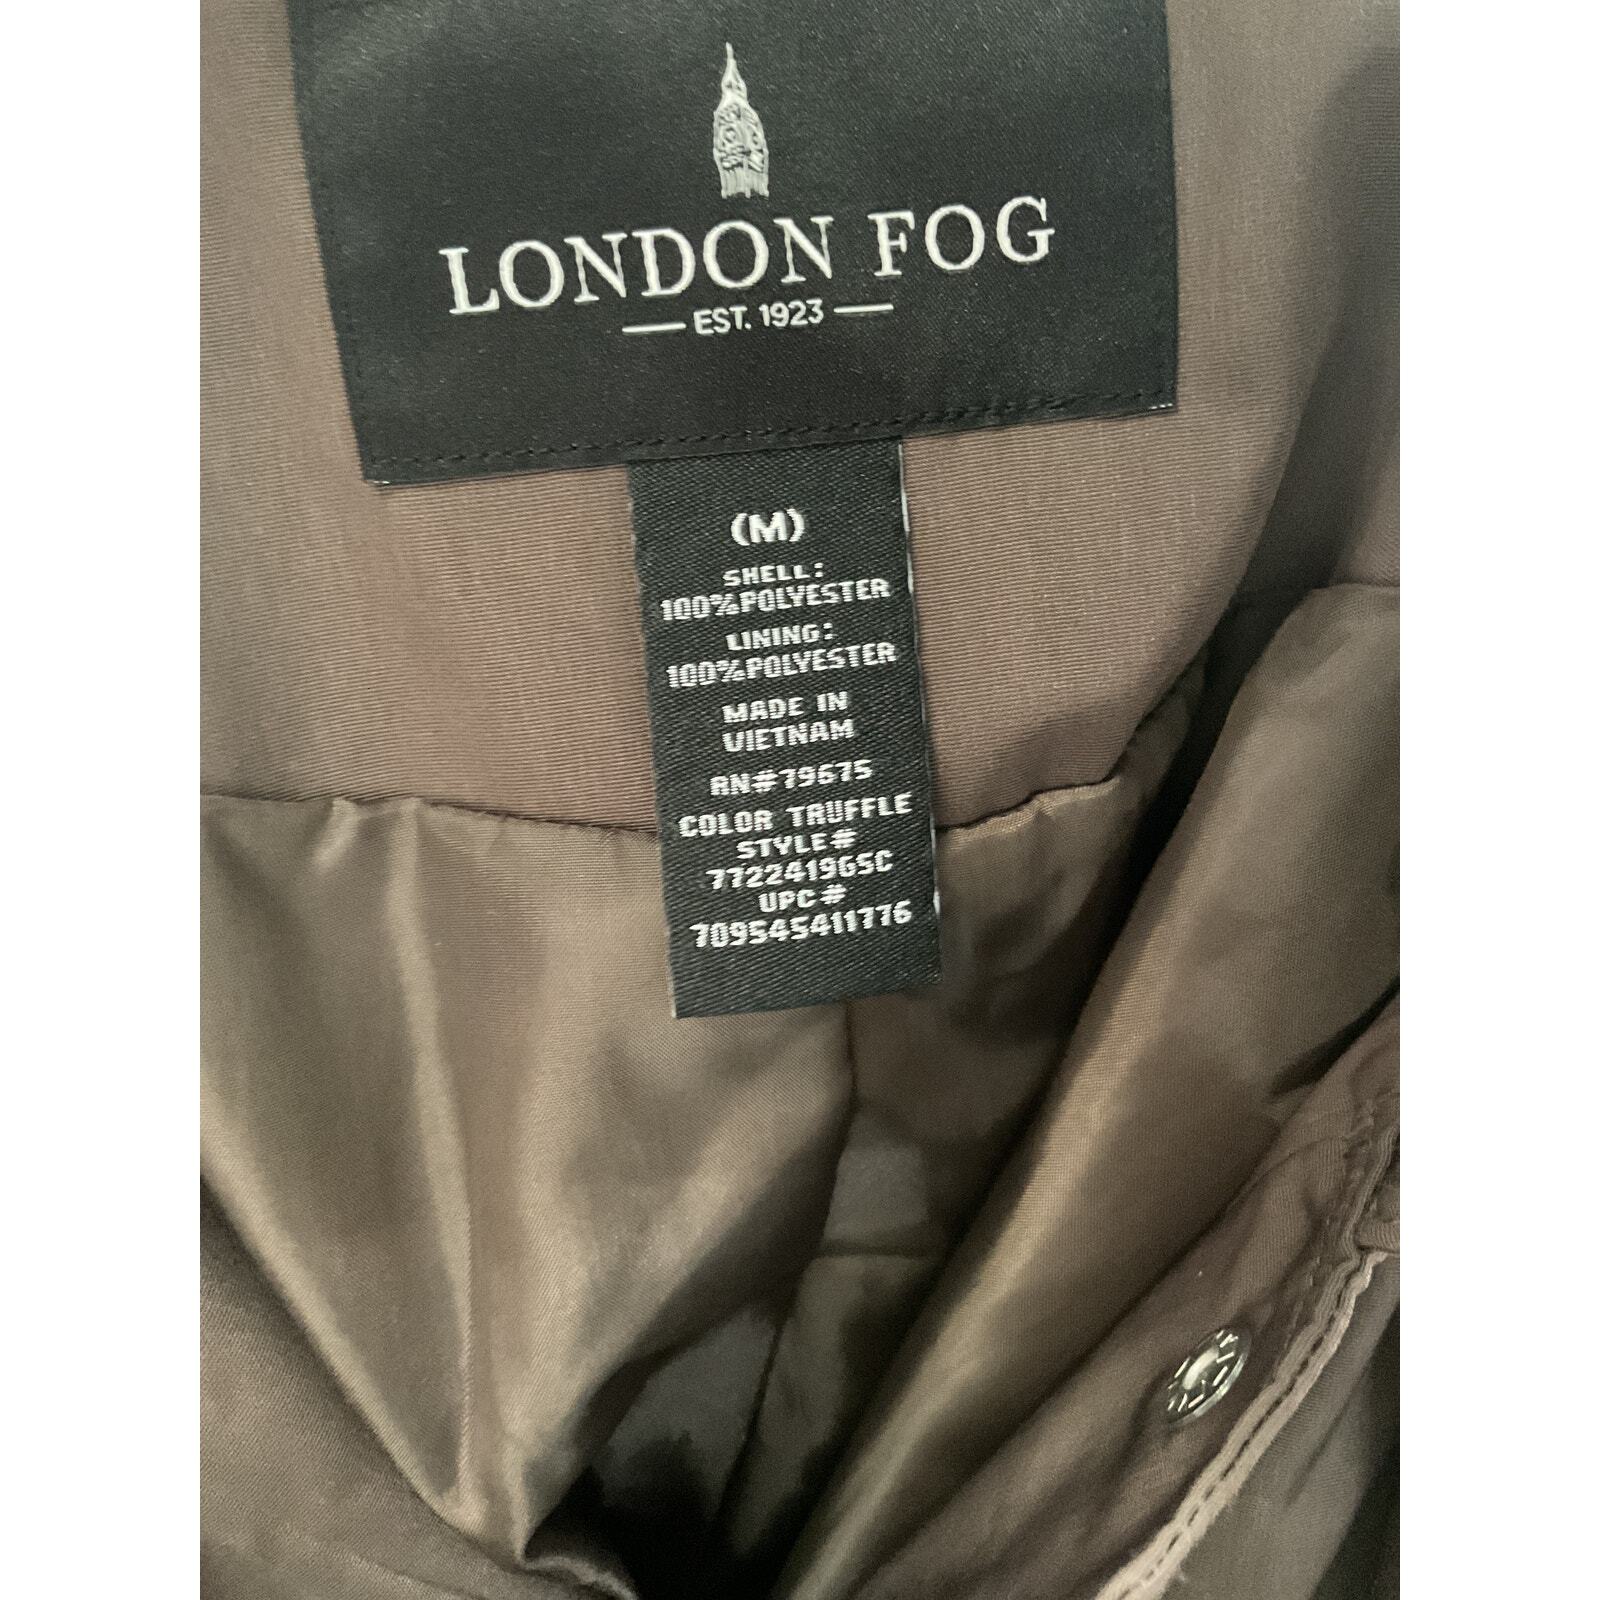 LONDON FOG
EST. 1923
(M)
SHELL:
100%POLYESTER
LINING:
100%POLYESTER
MADE IN
VIETNAM
RN#79675
COLOR TRUFFLE
STYLE#
77224196SC
UPC#
709545411776